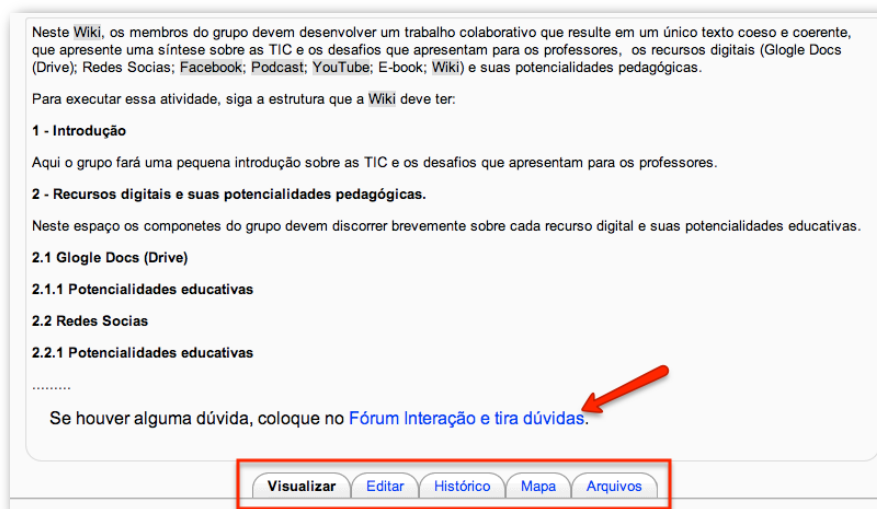 Neste Wiki, os membros do grupo devem desenvolver um trabalho colaborativo que resulte em um único texto coeso e coerente,
que apresente uma síntese sobre as TIC e os desafios que apresentam para os professores, os recursos digitais (Glogle Docs
(Drive); Redes Socias; Facebook; Podcast; YouTube; E-book; Wiki) e suas potencialidades pedagógicas.
Para executar essa atividade, siga a estrutura que a Wiki deve ter:
1 - Introdução
Aqui o grupo fará uma pequena introdução sobre as TIC e os desafios que apresentam para os professores.
2 - Recursos digitais e suas potencialidades pedagógicas.
Neste espaço os componetes do grupo devem discorrer brevemente sobre cada recurso digital e suas potencialidades educativas.
2.1 Glogle Docs (Drive)
2.1.1 Potencialidades educativas
2.2 Redes Socias
2.2.1 Potencialidades educativas
.........
Se houver alguma dúvida, coloque no Fórum Interação e tira dúvidas.
Visualizar Editar Histórico Mapa Arquivos